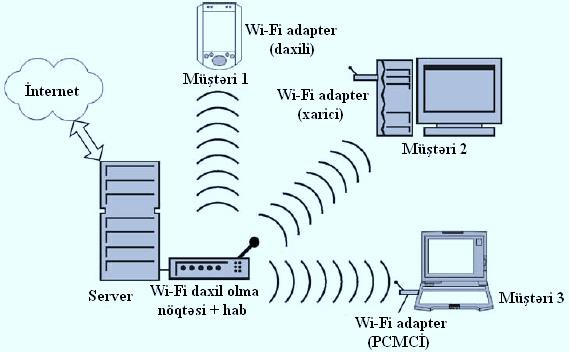 Wi-Fi adapter
(daxili)
Müştəri 1
İnternet
Wi-Fi adapter
(xarici)
Müştəri 2
Server
Wi-Fi daxil olma
nöqtəsi + hab
Müştəri 3
Wi-Fi adapter
(PCMCİ)